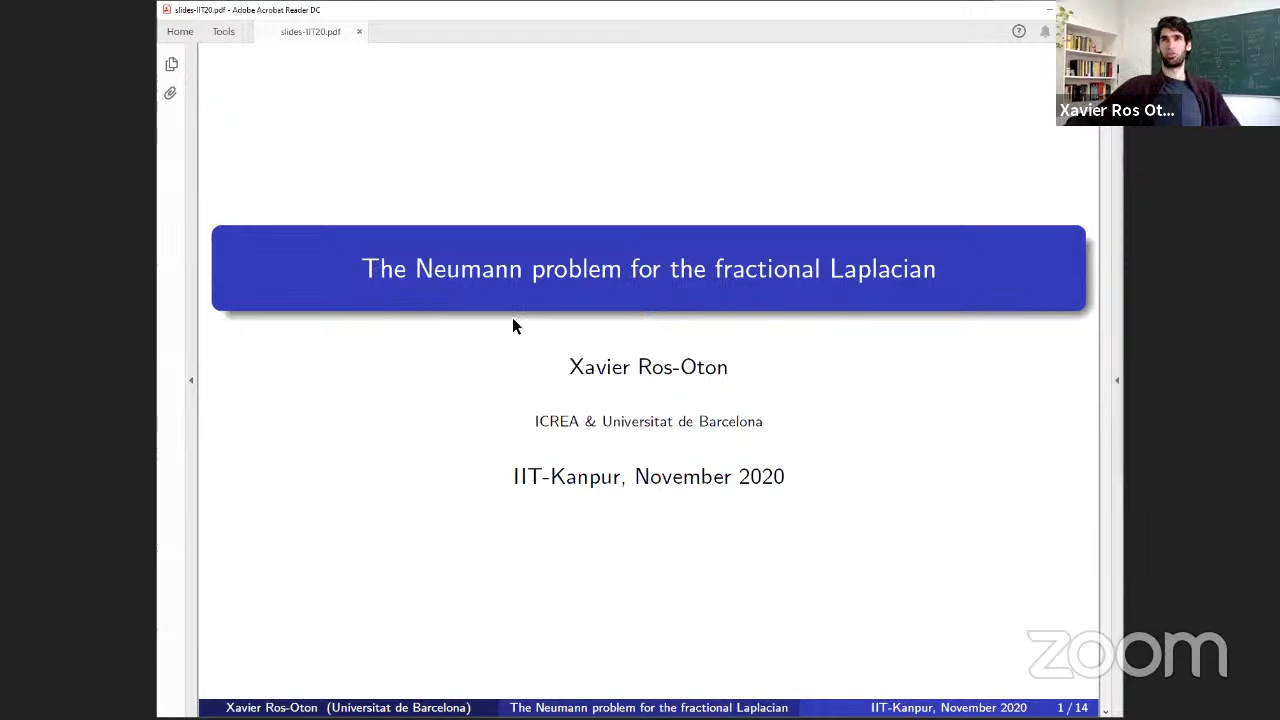 slides-IIT20.pdf - Adobe Acrobat Reader DC
Home Tools slides-IIT20.pdf ×
Xavier Ros Ot...
The Neumann problem for the fractional Laplacian
Xavier Ros-Oton
ICREA & Universitat de Barcelona
IIT-Kanpur, November 2020
zoom
Xavier Ros-Oton (Universitat de Barcelona) The Neumann problem for the fractional Laplacian IIT-Kanpur, November 2020 1 / 14